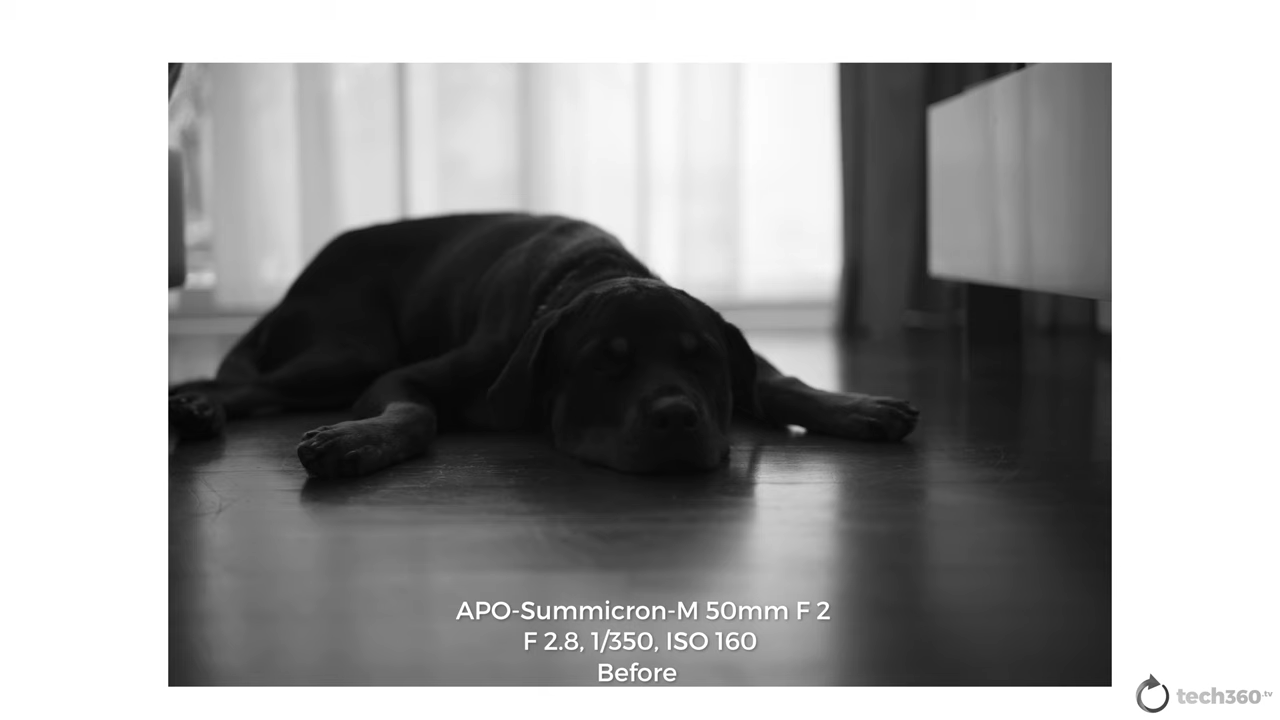 APO-Summicron-M 50mm F 2
F 2.8, 1/350, ISO 160
Before
tech360.tv